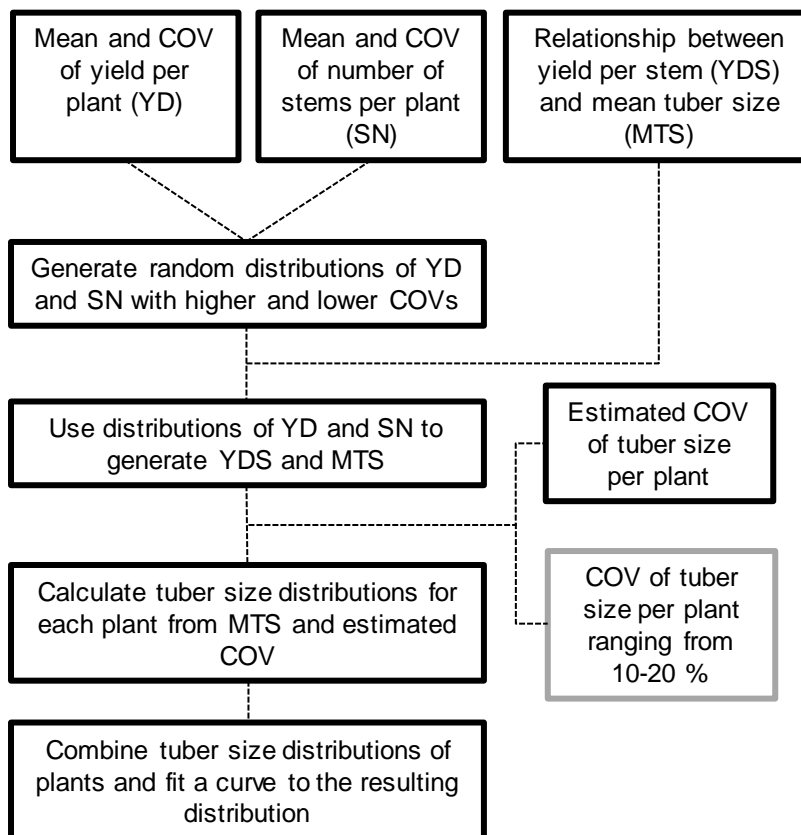 Mean and COV
of yield per
plant (YD)
Mean and COV
of number of
stems per plant
(SN)
Relationship between
yield per stem (YDS)
and mean tuber size
(MTS)
Generate random distributions of YD
and SN with higher and lower COVs
Use distributions of YD and SN to
generate YDS and MTS
Estimated COV
of tuber size
per plant
Calculate tuber size distributions for
each plant from MTS and estimated
COV
COV of tuber
size per plant
ranging from
10-20 %
Combine tuber size distributions of
plants and fit a curve to the resulting
distribution